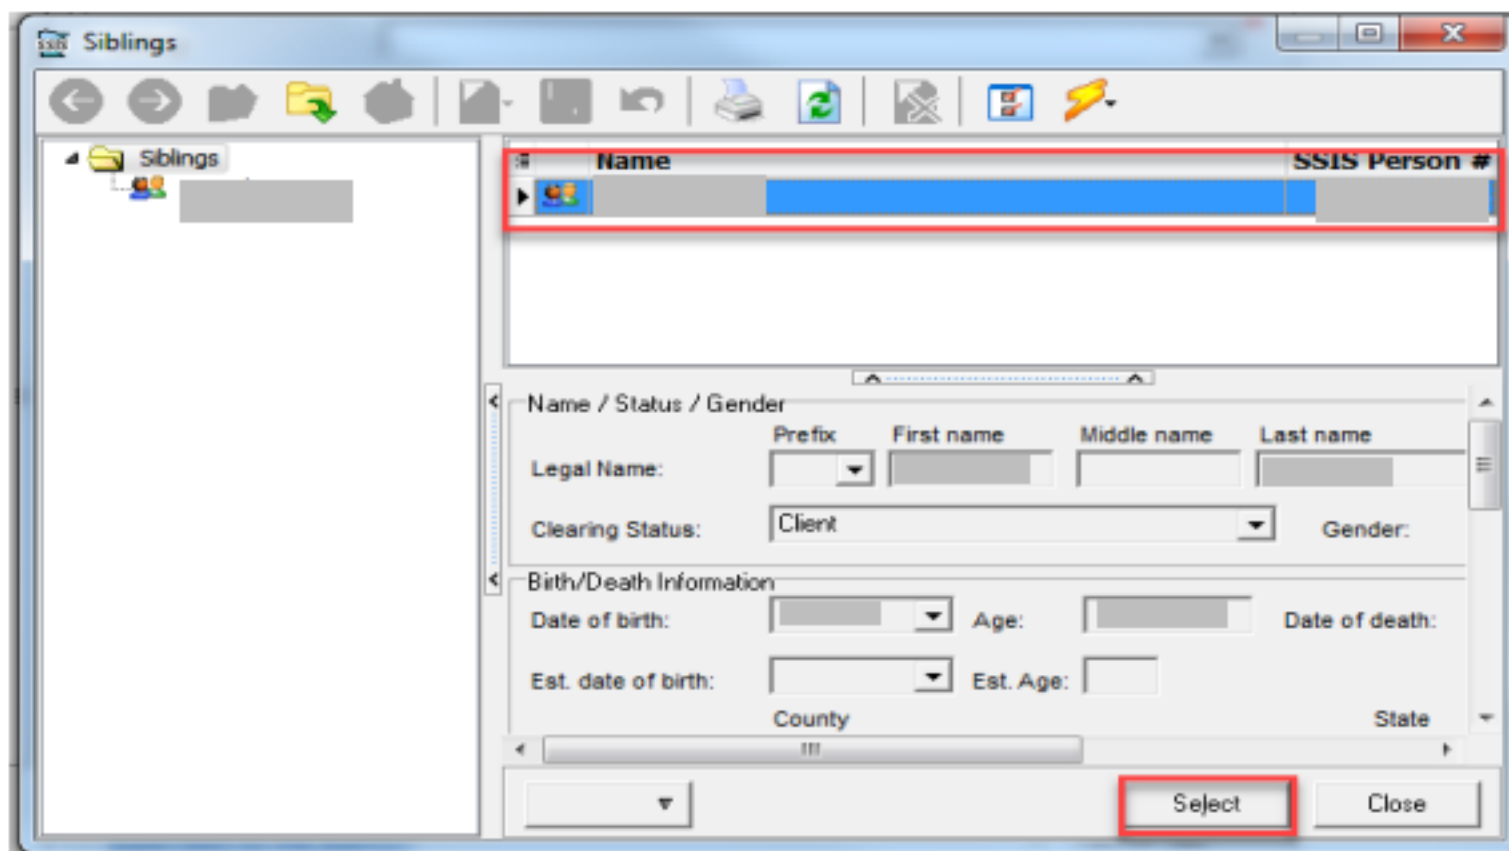 ssis Siblings
Siblings
Name SSIS Person #
Name / Status / Gender
Prefix First name Middle name Last name
Legal Name:
Clearing Status: Client Gender:
Birth/Death Information
Date of birth: Age: Date of death:
Est. date of birth: Est. Age:
County State
Select Close